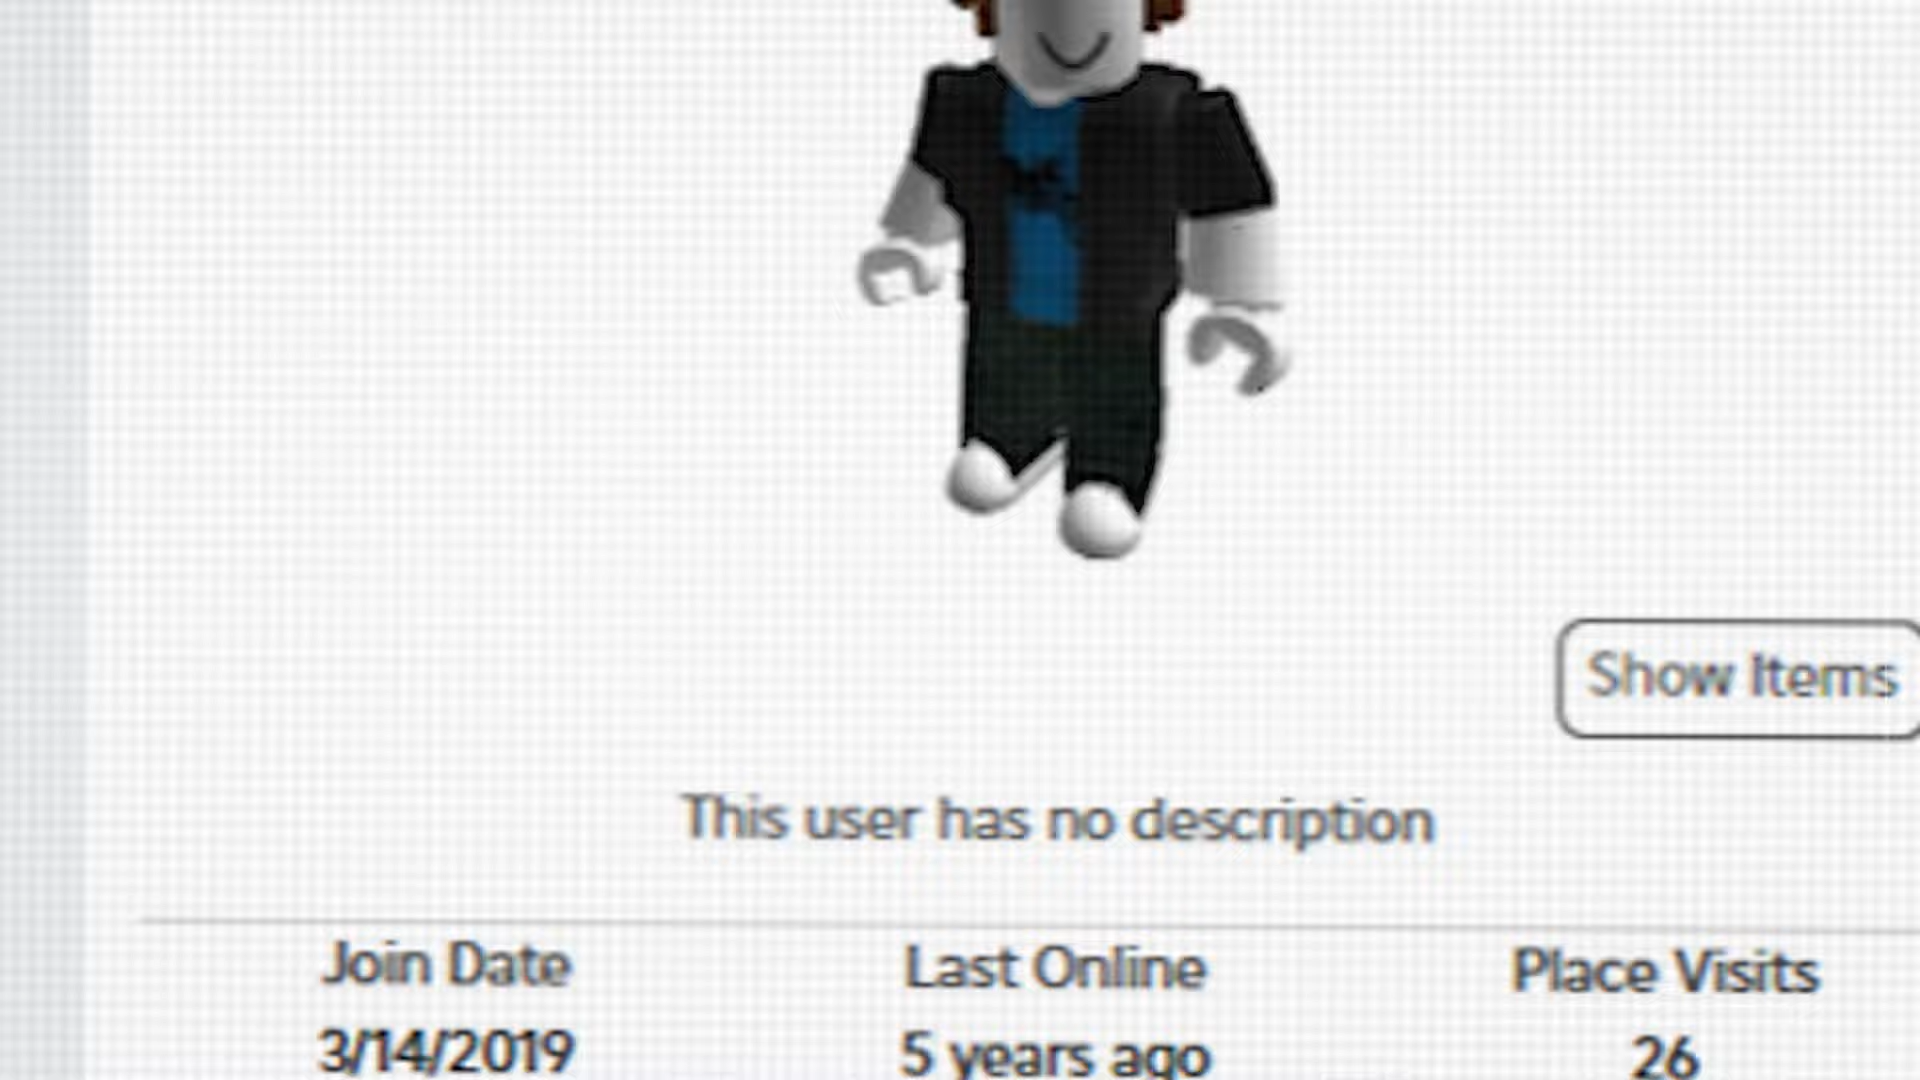 Show Items
This user has no description
Join Date Last Online Place Visits
3/14/2019 5 years ago 26